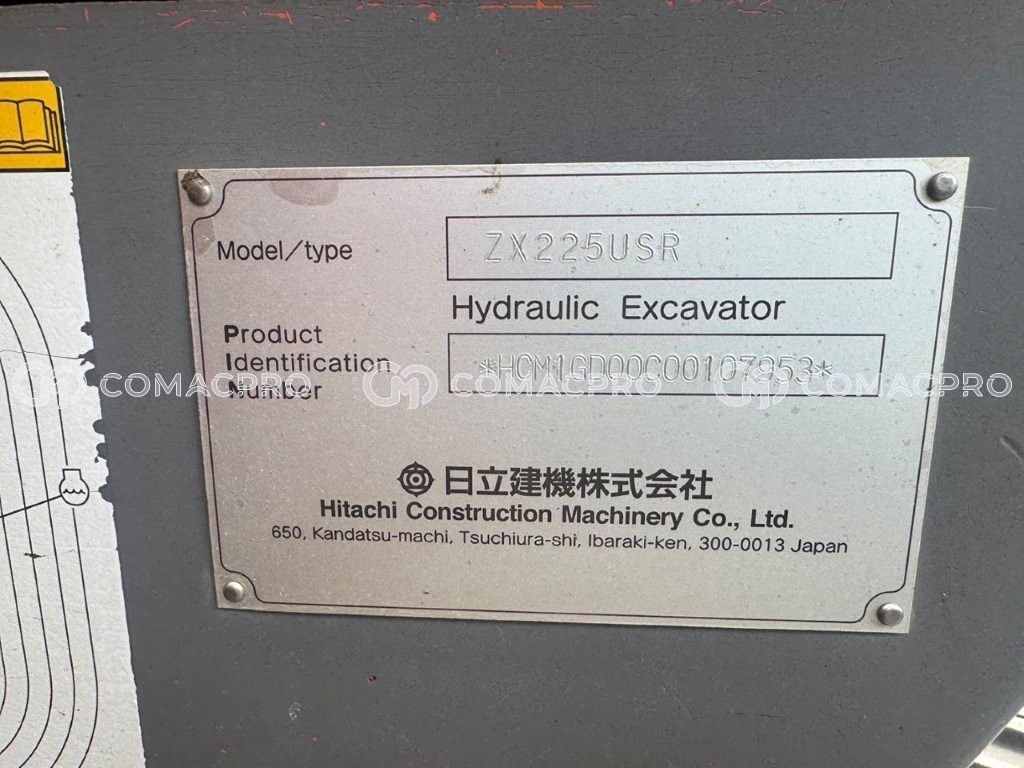 Model/type
ZX225USR
Hydraulic Excavator
Product
Identification
Number
*HCM1GD00C00107953*
日立建機株式会社
Hitachi Construction Machinery Co., Ltd.
650, Kandatsu-machi, Tsuchiura-shi, Ibaraki-ken, 300-0013 Japan
COMACPRO COMACPRO COMACPRO